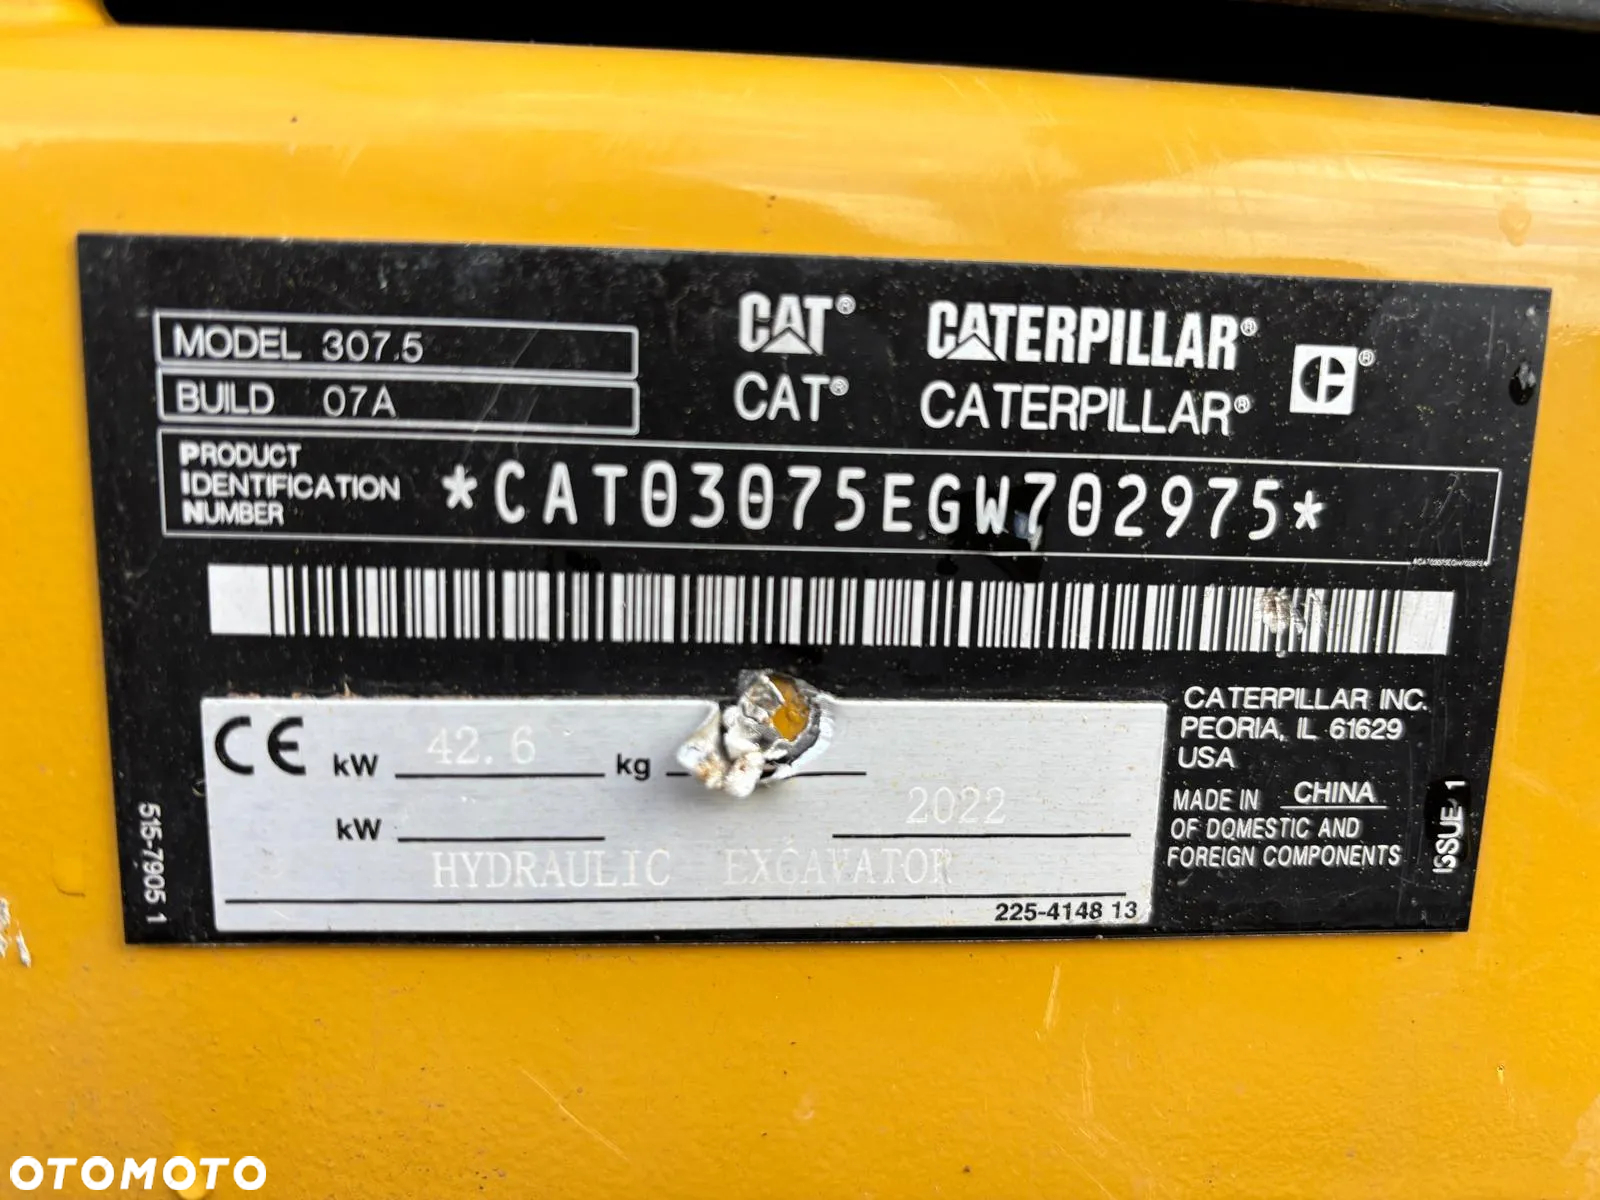 MODEL 307.5
BUILD 07A
CAT® CATERPILLAR® ®
CAT® CATERPILLAR®
PRODUCT IDENTIFICATION NUMBER *CAT03075EGW702975*
CE kW 42.6 kg
kW 2022
HYDRAULIC EXCAVATOR
225-4148 13
515-7905 1
CATERPILLAR INC.
PEORIA, IL 61629
USA
MADE IN CHINA
OF DOMESTIC AND
FOREIGN COMPONENTS
ISSUE 1
OTOMOTO